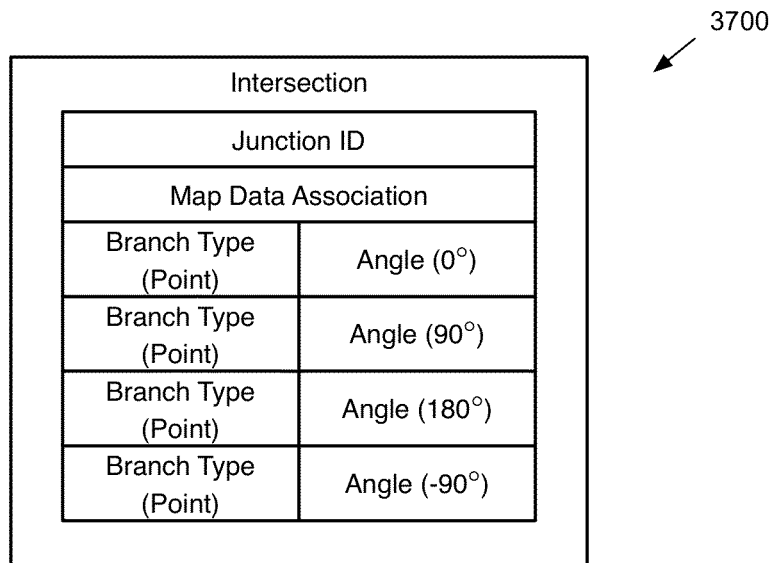 3700
Intersection
Junction ID
Map Data Association
Branch Type
(Point)
Angle (0°)
Branch Type
(Point)
Angle (90°)
Branch Type
(Point)
Angle (180°)
Branch Type
(Point)
Angle (-90°)